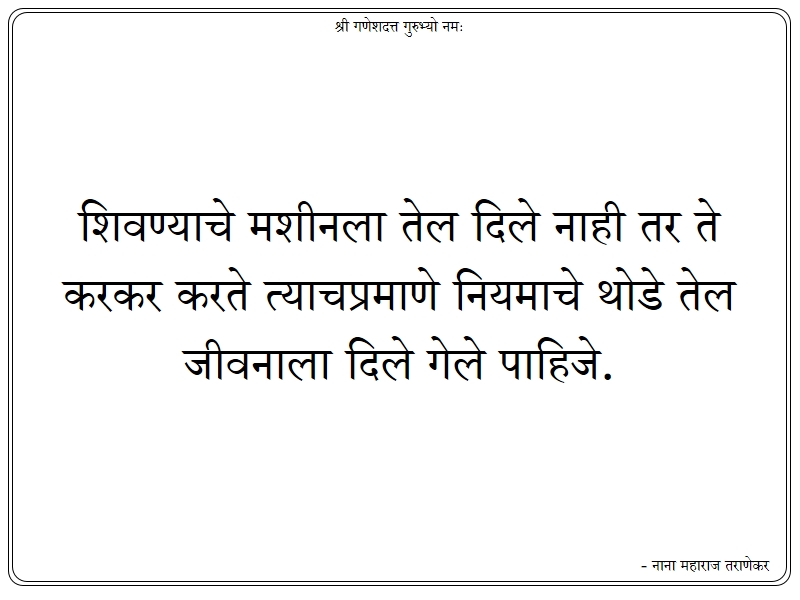 श्री गणेशदत्त गुरुभ्यो नमः
शिवण्याचे मशीनला तेल दिले नाही तर ते
करकर करते त्याचप्रमाणे नियमाचे थोडे तेल
जीवनाला दिले गेले पाहिजे.
- नाना महाराज तराणेकर